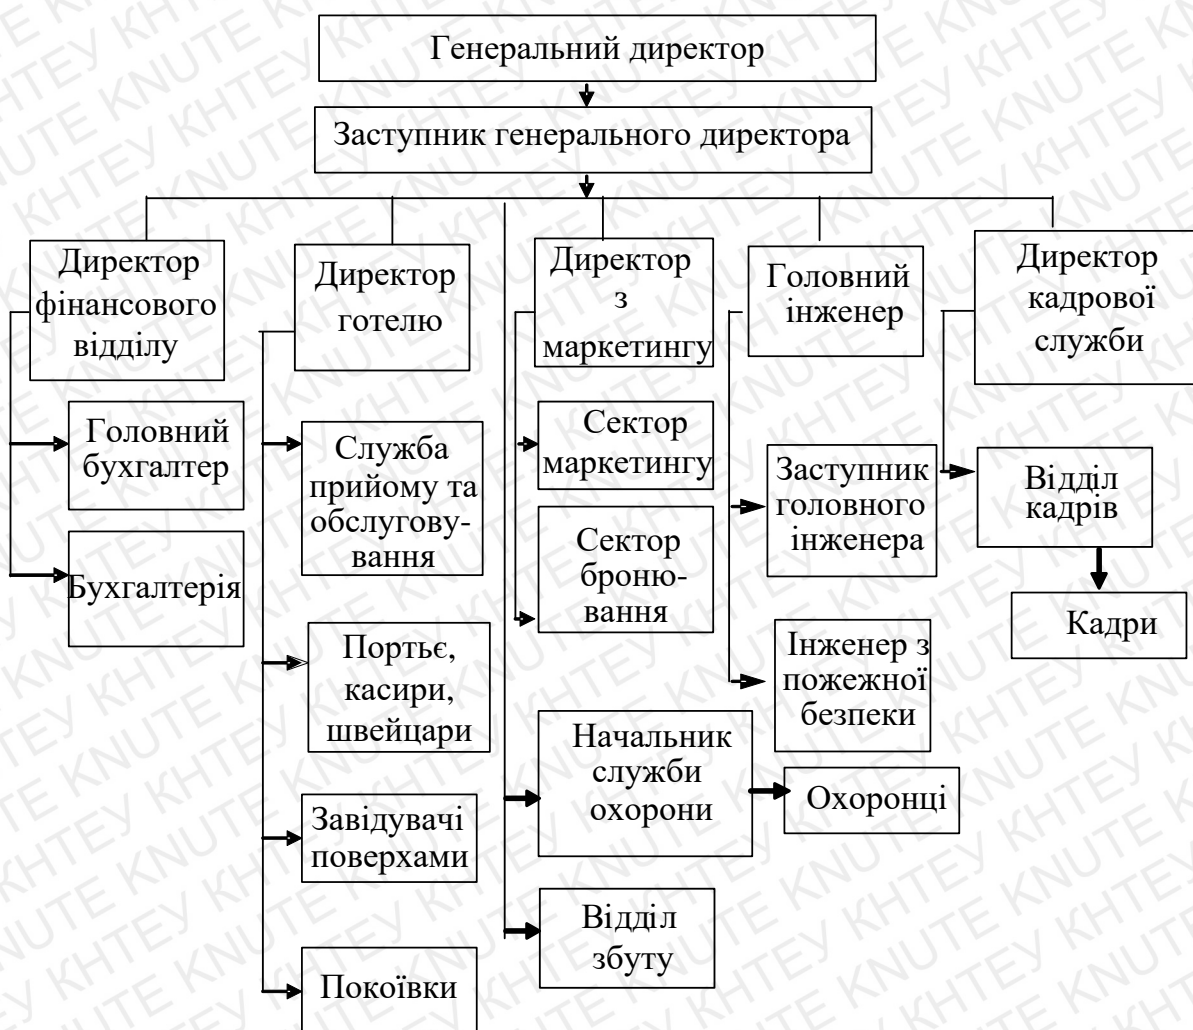 Генеральний директор
Заступник генерального директора
Директор
фінансового
відділу
Директор
готелю
Директор
з
маркетингу
Головний
інженер
Директор
кадрової
служби
Головний
бухгалтер
Бухгалтерія
Служба
прийому та
обслугову-
вання
Портьє,
касири,
швейцари
Завідувачі
поверхами
Покоївки
Сектор
маркетингу
Сектор
броню-
вання
Начальник
служби
охорони
Охоронці
Відділ
збуту
Заступник
головного
інженера
Інженер з
пожежної
безпеки
Відділ
кадрів
Кадри
KNUTE КНТЕУ